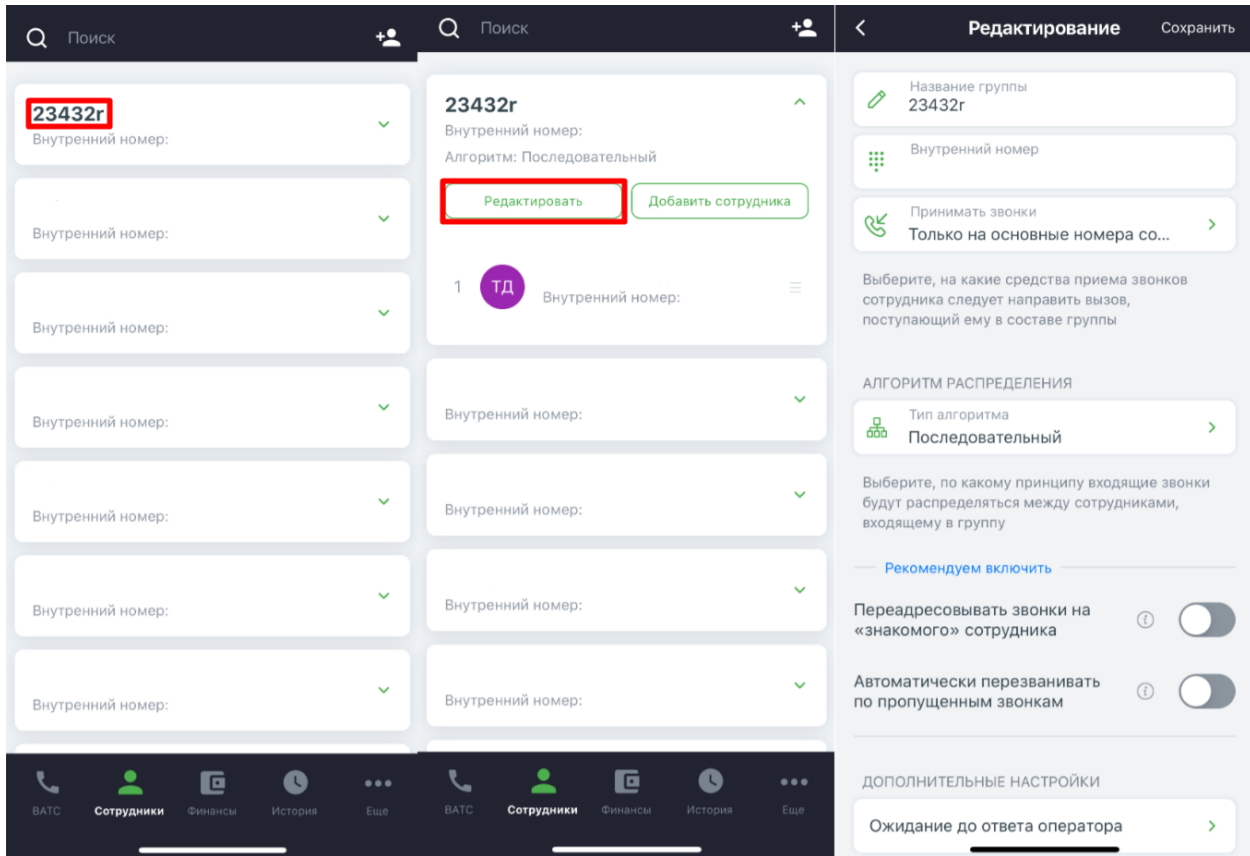 Поиск
23432r
Внутренний номер:
Внутренний номер:
Внутренний номер:
Внутренний номер:
Внутренний номер:
Внутренний номер:
Внутренний номер:
ВАТС
Сотрудники
Финансы
История
Еще
Поиск
23432r
Внутренний номер:
Алгоритм: Последовательный
Редактировать
Добавить сотрудника
1
ТД
Внутренний номер:
Внутренний номер:
Внутренний номер:
Внутренний номер:
Внутренний номер:
ВАТС
Сотрудники
Финансы
История
Еще
Редактирование
Сохранить
Название группы
23432r
Внутренний номер
Принимать звонки
Только на основные номера со...
Выберите, на какие средства приема звонков
сотрудника следует направить вызов,
поступающий ему в составе группы
АЛГОРИТМ РАСПРЕДЕЛЕНИЯ
Тип алгоритма
Последовательный
Выберите, по какому принципу входящие звонки
будут распределяться между сотрудниками,
входящему в группу
Рекомендуем включить
Переадресовывать звонки на
«знакомого» сотрудника
Автоматически перезванивать
по пропущенным звонкам
ДОПОЛНИТЕЛЬНЫЕ НАСТРОЙКИ
Ожидание до ответа оператора